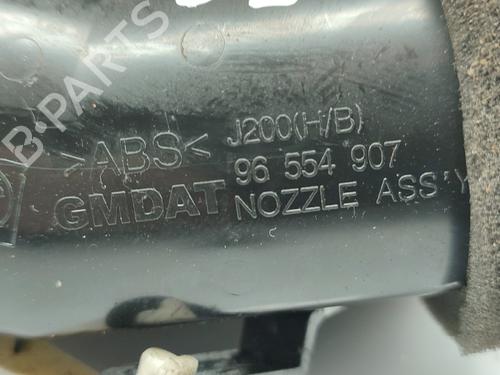 J200(H/B)
>ABS< 96 554 907
GMDAT NOZZLE ASS'Y
B-PARTS